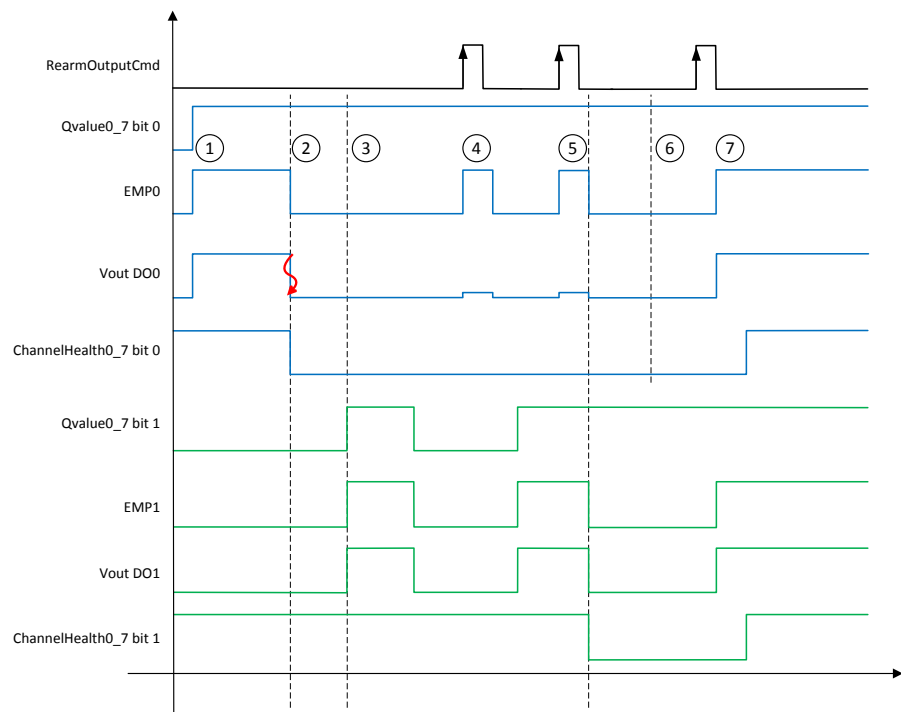 RearmOutputCmd
Qvalue0_7 bit 0
1 2 3 4 5 6 7
EMP0
Vout DO0
ChannelHealth0_7 bit 0
Qvalue0_7 bit 1
EMP1
Vout DO1
ChannelHealth0_7 bit 1